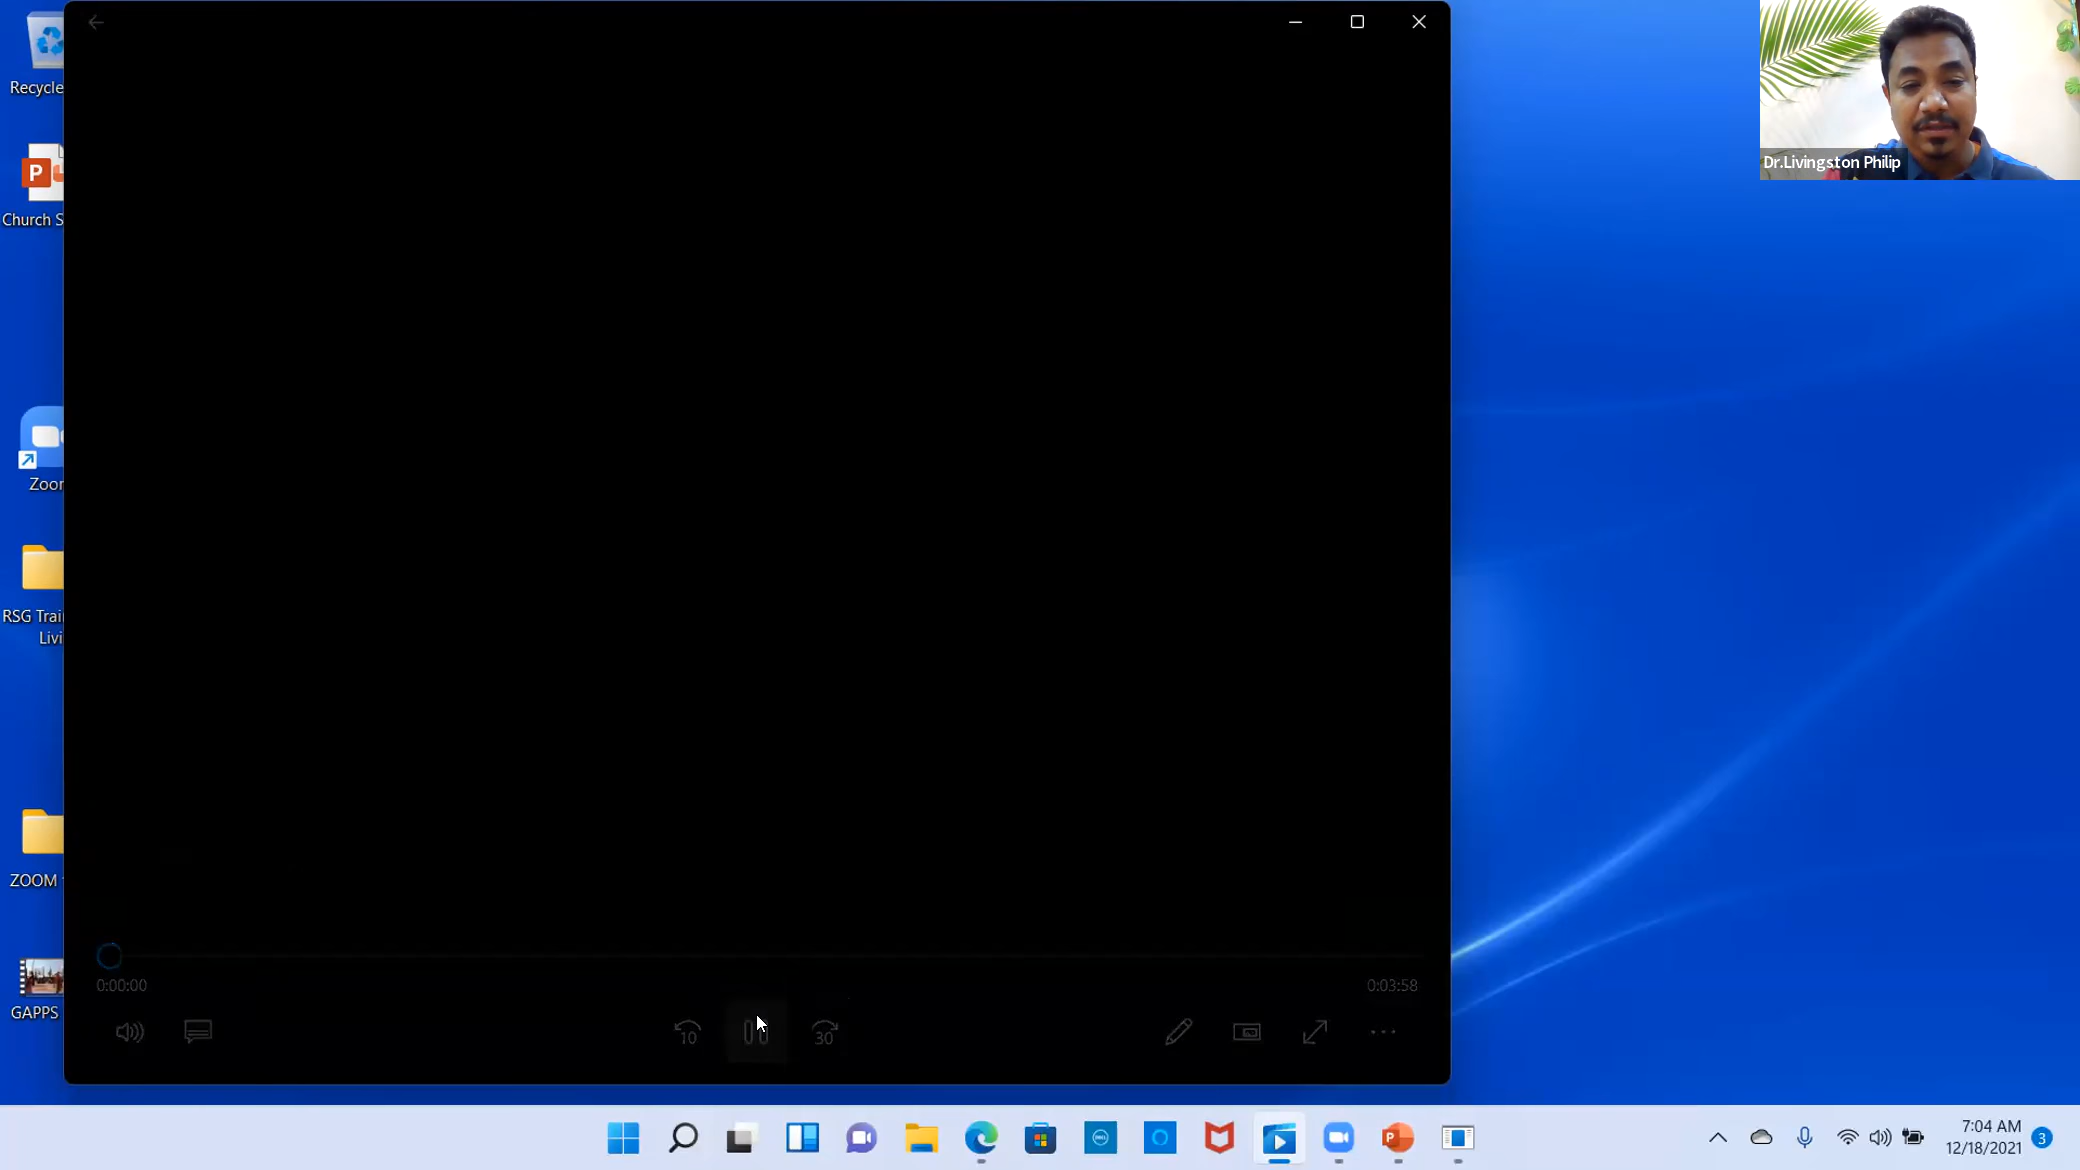 Recycle
Church S
Zoom
RSG Trai
Livi
ZOOM
GAPPS
Dr.Livingston Philip
0:00:00
0:03:58
10
30
7:04 AM
12/18/2021
3